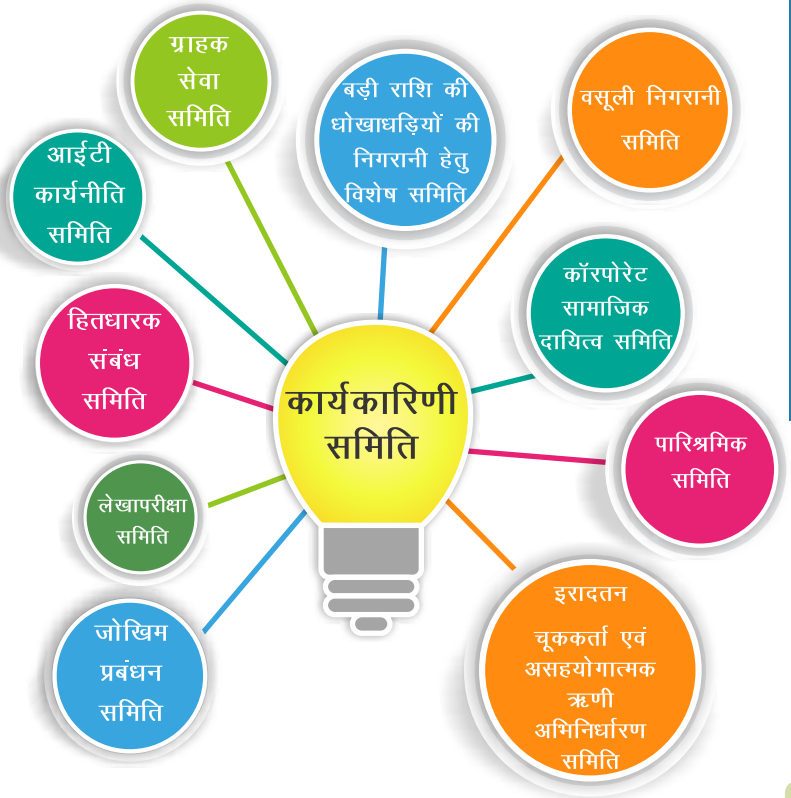 ग्राहक
सेवा
समिति
बड़ी राशि की
धोखाधड़ियों की
निगरानी हेतु
विशेष समिति
वसूली निगरानी
समिति
आईटी
कार्यनीति
समिति
कॉरपोरेट
सामाजिक
दायित्व समिति
हितधारक
संबंध
समिति
कार्यकारिणी
समिति
पारिश्रमिक
समिति
लेखापरीक्षा
समिति
जोखिम
प्रबंधन
समिति
इरादतन
चूककर्ता एवं
असहयोगात्मक
ऋणी
अभिनिर्धारण
समिति